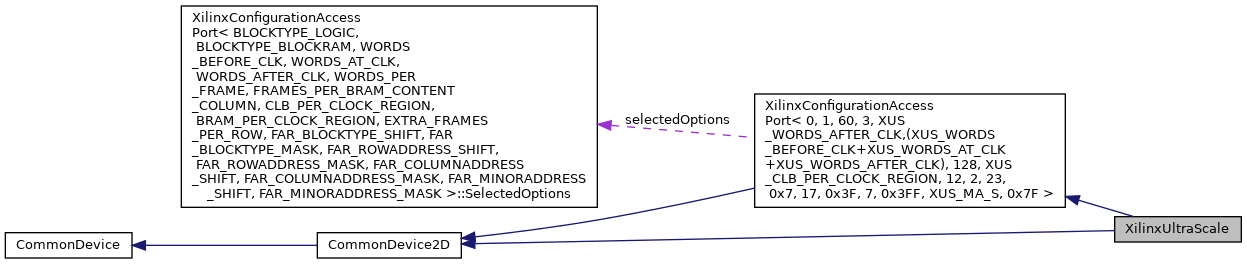 XilinxConfigurationAccess
Port< BLOCKTYPE_LOGIC,
BLOCKTYPE_BLOCKRAM, WORDS
_BEFORE_CLK, WORDS_AT_CLK,
WORDS_AFTER_CLK, WORDS_PER
_FRAME, FRAMES_PER_BRAM_CONTENT
_COLUMN, CLB_PER_CLOCK_REGION,
BRAM_PER_CLOCK_REGION, EXTRA_FRAMES
_PER_ROW, FAR_BLOCKTYPE_SHIFT, FAR
_BLOCKTYPE_MASK, FAR_ROWADDRESS_SHIFT,
FAR_ROWADDRESS_MASK, FAR_COLUMNADDRESS
_SHIFT, FAR_COLUMNADDRESS_MASK, FAR_MINORADDRESS
_SHIFT, FAR_MINORADDRESS_MASK >::SelectedOptions
selectedOptions
XilinxConfigurationAccess
Port< 0, 1, 60, 3, XUS
_WORDS_AFTER_CLK,(XUS_WORDS
_BEFORE_CLK+XUS_WORDS_AT_CLK
+XUS_WORDS_AFTER_CLK), 128, XUS
_CLB_PER_CLOCK_REGION, 12, 2, 23,
0x7, 17, 0x3F, 7, 0x3FF, XUS_MA_S, 0x7F >
CommonDevice
CommonDevice2D
XilinxUltraScale